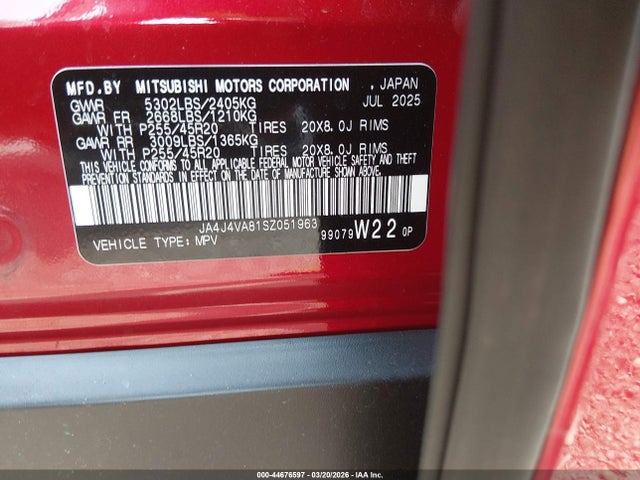 MFD.BY MITSUBISHI MOTORS CORPORATION , JAPAN
GVWR 5302LBS/2405KG JUL 2025
GAWR FR 2668LBS/1210KG
WITH P255/45R20 TIRES 20X8.0J RIMS
GAWR RR 3009LBS/1365KG
WITH P255/45R20 TIRES 20X8.0J RIMS
THIS VEHICLE CONFORMS TO ALL APPLICABLE FEDERAL MOTOR VEHICLE SAFETY AND THEFT
PREVENTION STANDARDS IN EFFECT ON THE DATE OF MANUFACTURE SHOWN ABOVE.
JA4J4VA81SZ051963
VEHICLE TYPE: MPV 99079 W22 0P
000-44676597 | 03/20/2026 | IAA Inc.